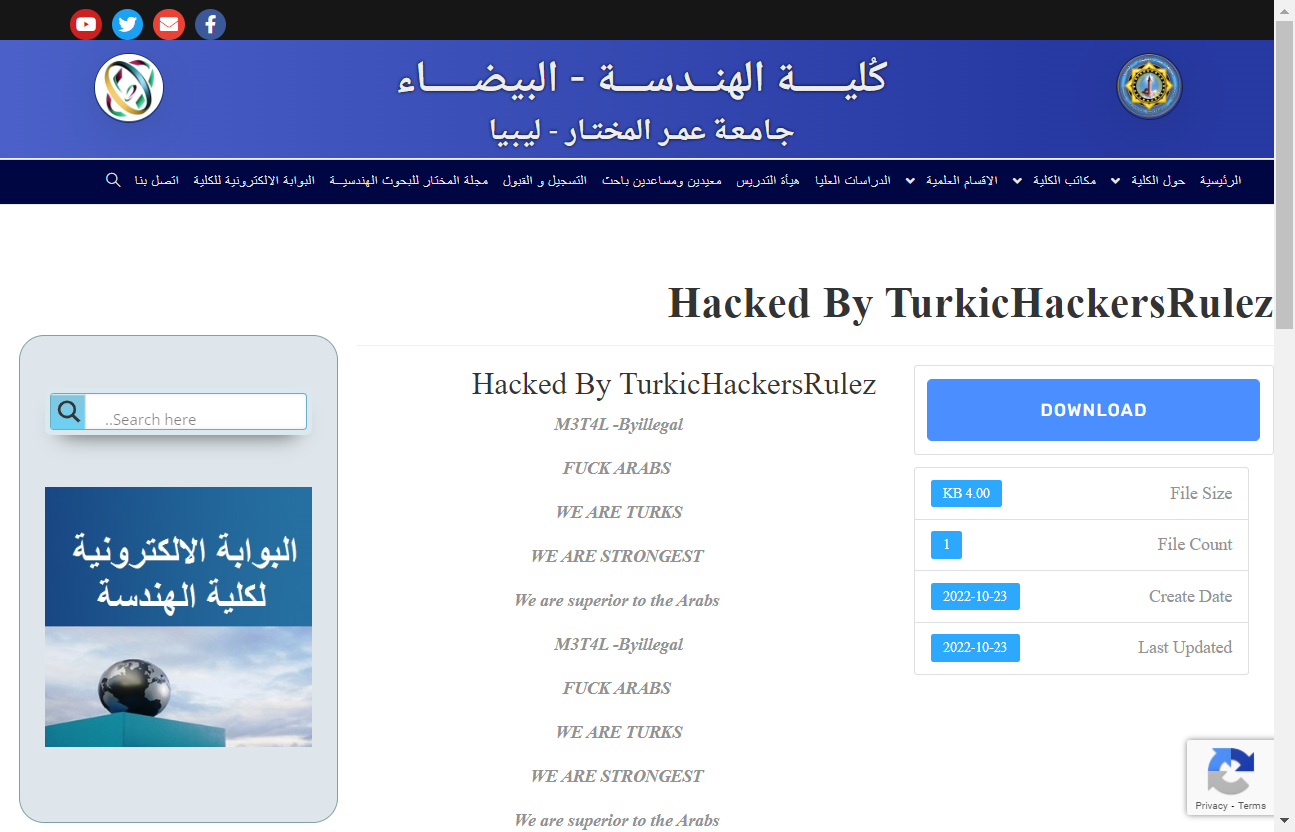 كُليـــــة الهنــدســـة - البيضـــــاء
جامعة عمر المختار - ليبيا
الرئيسية
حول الكلية
مكاتب الكلية
الاقسام العلمية
الدراسات العليا
هيأة التدريس
معيدين ومساعدين باحث
التسجيل و القبول
مجلة المختار للبحوث الهندسيـــة
البوابة الالكترونية للكلية
اتصل بنا
Hacked By TurkicHackersRulez
..Search here
البوابة الالكترونية
لكلية الهندسة
Hacked By TurkicHackersRulez
M3T4L -Byillegal
FUCK ARABS
WE ARE TURKS
WE ARE STRONGEST
We are superior to the Arabs
M3T4L -Byillegal
FUCK ARABS
WE ARE TURKS
WE ARE STRONGEST
We are superior to the Arabs
DOWNLOAD
KB 4.00 File Size
1 File Count
2022-10-23 Create Date
2022-10-23 Last Updated
Privacy - Terms